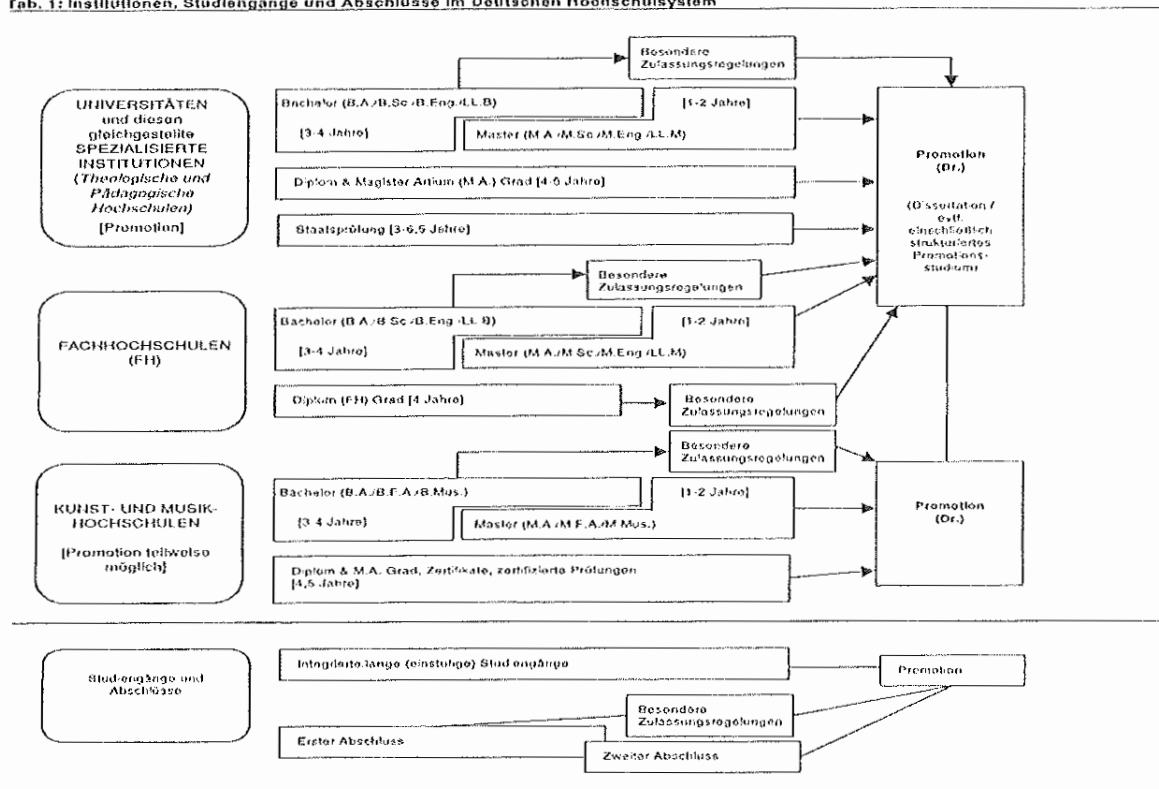 Tab. 1: Institutionen, Studiengänge und Abschlüsse im Deutschen Hochschulsystem
Besondere
Zulassungsregelungen
UNIVERSITÄTEN
und diesen
gleichgestellte
SPEZIALISIERTE
INSTITUTIONEN
(Theologische und
Pädagogische
Hochschulen)
[Promotion]
Bachelor (B.A./B.Sc./B.Eng./LL.B)
[1-2 Jahre]
[3-4 Jahre]
Master (M.A./M.Sc./M.Eng./LL.M)
Diplom & Magister Artium (M.A.) Grad [4-5 Jahre]
Staatsprüfung [3-6,5 Jahre]
Promotion
(Dr.)
(Dissertation /
evtl.
einschließlich
strukturiertes
Promotions-
studium)
Besondere
Zulassungsregelungen
FACHHOCHSCHULEN
(FH)
Bachelor (B.A./B.Sc./B.Eng./LL.B)
[1-2 Jahre]
[3-4 Jahre]
Master (M.A./M.Sc./M.Eng./LL.M)
Diplom (FH) Grad [4 Jahre]
Besondere
Zulassungsregelungen
Besondere
Zulassungsregelungen
KUNST- UND MUSIK-
HOCHSCHULEN
[Promotion teilweise
möglich]
Bachelor (B.A./B.F.A./B.Mus.)
[1-2 Jahre]
[3-4 Jahre]
Master (M.A./M.F.A./M.Mus.)
Diplom & M.A. Grad, Zertifikate, zertifizierte Prüfungen
[4,5 Jahre]
Promotion
(Dr.)
Studiengänge und
Abschlüsse
Integrierte lange (einstufige) Studiengänge
Promotion
Besondere
Zulassungsregelungen
Erster Abschluss
Zweiter Abschluss